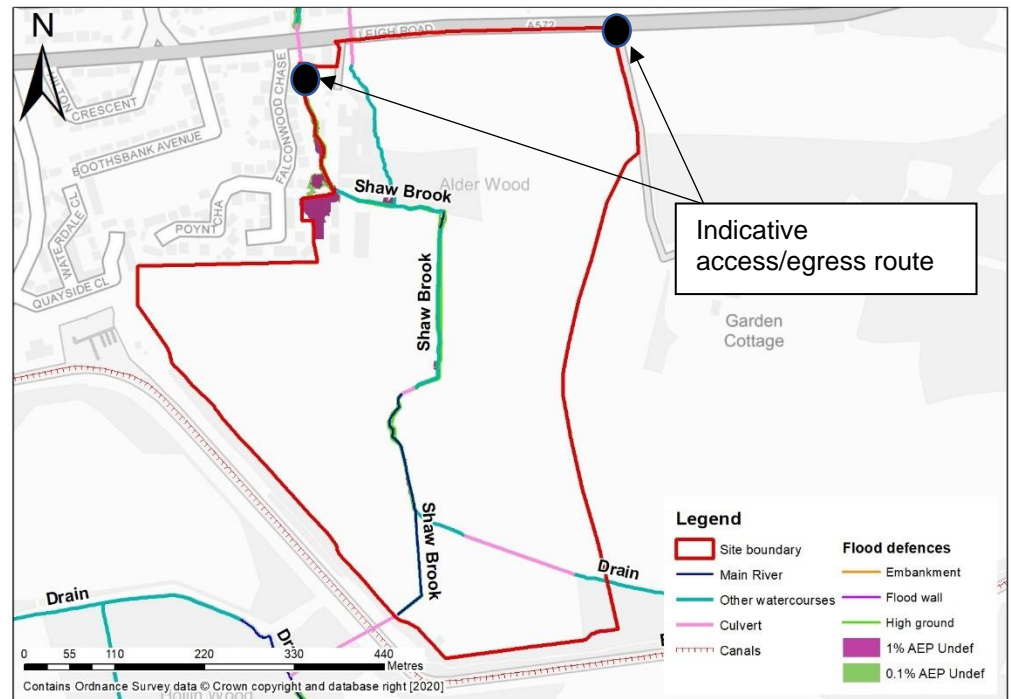 N
LEIGH ROAD
A572
HILTON
CRESCENT
BOOTHSBANK AVENUE
FALCONWOOD CHASE
WATERDALE CL
POYNT
CHA
QUAYSIDE CL
Shaw Brook
Alder Wood
Shaw Brook
Indicative
access/egress route
Garden
Cottage
Shaw Brook
Drain
Drain
0 55 110 220 330 440
Metres
Contains Ordnance Survey data © Crown copyright and database right [2020]
Legend
Site boundary
Main River
Other watercourses
Culvert
Canals
Flood defences
Embankment
Flood wall
High ground
1% AEP Undef
0.1% AEP Undef